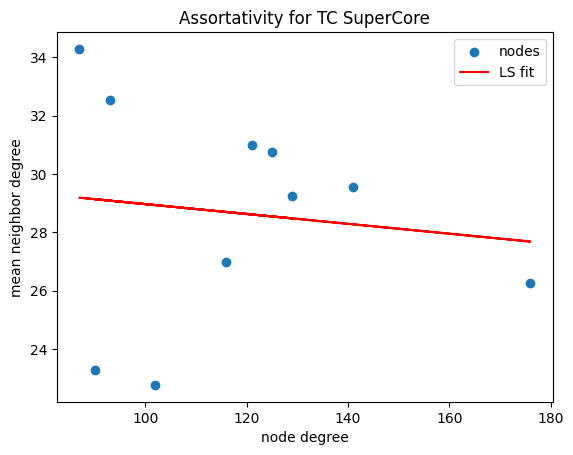 Assortativity for TC SuperCore
nodes
LS fit
mean neighbor degree
34
32
30
28
26
24
100
120
140
160
180
node degree